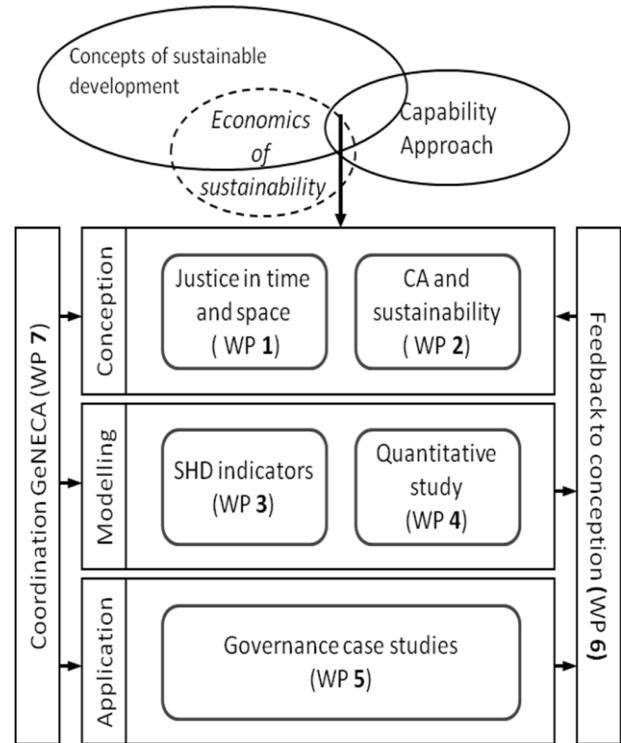 Concepts of sustainable
development
Economics
of
sustainability
Capability
Approach
Coordination GeNECA (WP 7)
Conception
Justice in time
and space
( WP 1)
CA and
sustainability
( WP 2)
Modelling
SHD indicators
(WP 3)
Quantitative
study
(WP 4)
Application
Governance case studies
(WP 5)
Feedback to conception (WP 6)